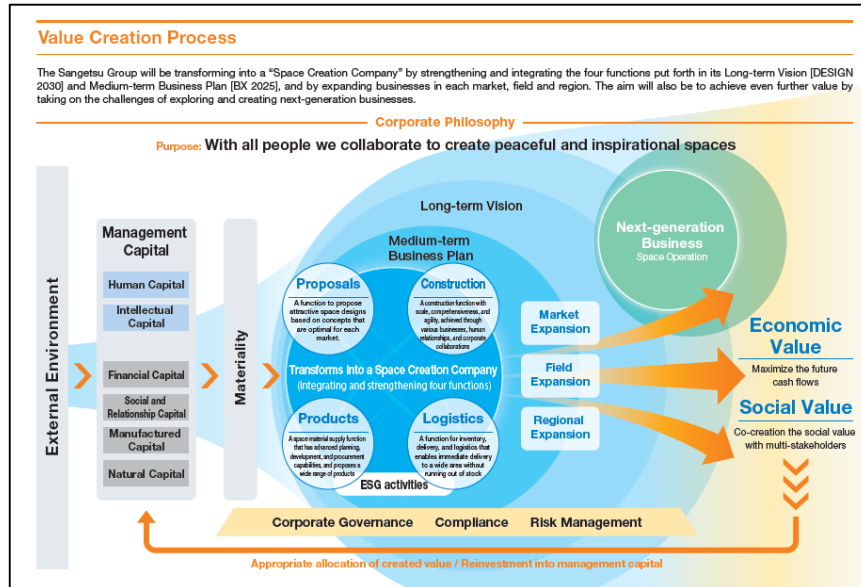 Value Creation Process
The Sangetsu Group will be transforming into a “Space Creation Company” by strengthening and integrating the four functions put forth in its Long-term Vision [DESIGN
2030] and Medium-term Business Plan [BX 2025], and by expanding businesses in each market, field and region. The aim will also be to achieve even further value by
taking on the challenges of exploring and creating next-generation businesses.
Corporate Philosophy
Purpose: With all people we collaborate to create peaceful and inspirational spaces
External Environment
Management
Capital
Human Capital
Intellectual
Capital
Financial Capital
Social and
Relationship Capital
Manufactured
Capital
Natural Capital
Materiality
Long-term Vision
Medium-term
Business Plan
Proposals
A function to propose
attractive space designs
based on concepts
that are optimal for each
market.
Construction
A construction function with
scale, comprehensiveness, and
agility, achieved through
various businesses, human
relationships, and corporate
collaborations
Transforms into a Space Creation Company
(integrating and strengthening four functions)
Products
A space material supply function
that has advanced planning,
development, and procurement
capabilities, and proposes a
wide range of products
Logistics
A function for inventory,
delivery, and logistics that
enables immediate delivery
to a wide area without
running out of stock
ESG activities
Market
Expansion
Field
Expansion
Regional
Expansion
Next-generation
Business
Space Operation
Economic
Value
Maximize the future
cash flows
Social Value
Co-creation the social value
with multi-stakeholders
Corporate Governance Compliance Risk Management
Appropriate allocation of created value / Reinvestment into management capital